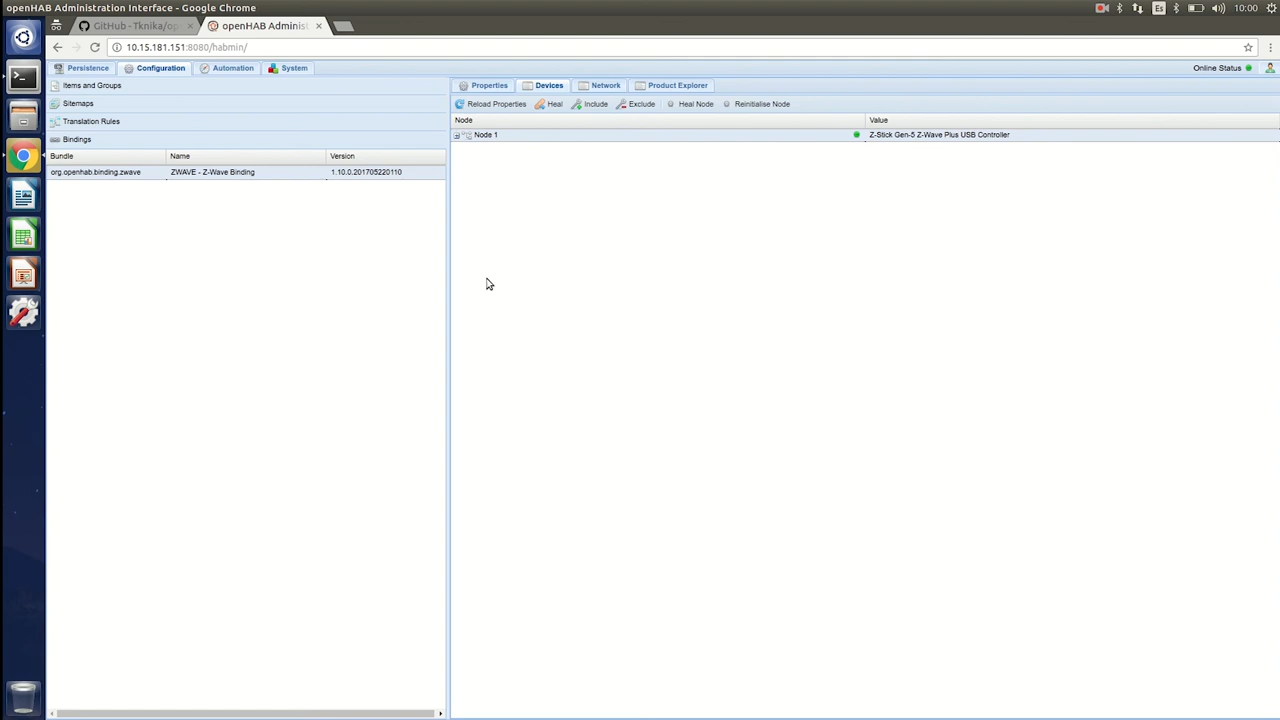 openHAB Administration Interface - Google Chrome
Es
10:00
GitHub - Tknika/op
openHAB Adminis
10.15.181.151:8080/habmin/
Persistence
Configuration
Automation
System
Online Status
Items and Groups
Sitemaps
Translation Rules
Bindings
Bundle Name Version
org.openhab.binding.zwave ZWAVE - Z-Wave Binding 1.10.0.201705220110
Properties
Devices
Network
Product Explorer
Reload Properties Heal Include Exclude Heal Node Reinitialise Node
Node Value
Node 1 Z-Stick Gen-5 Z-Wave Plus USB Controller